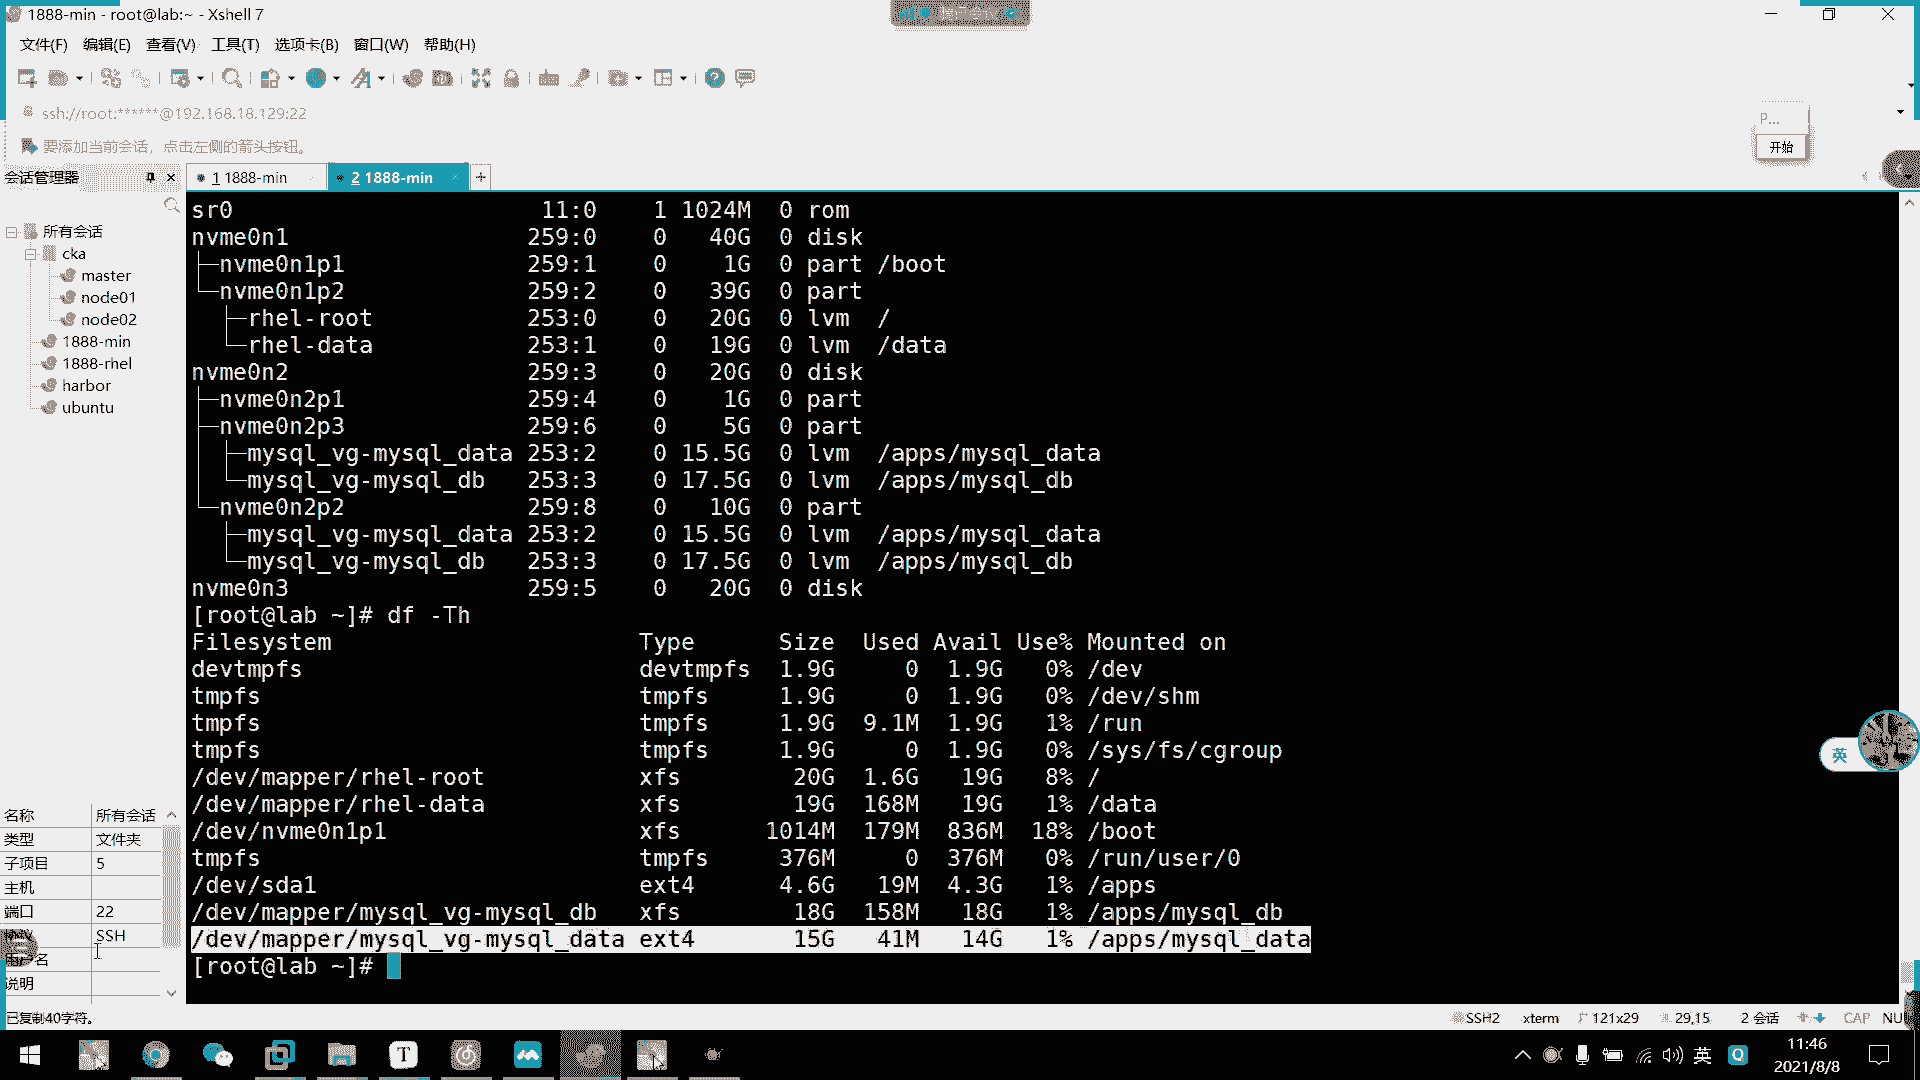 1888-min - root@lab:~ - Xshell 7
文件(F) 编辑(E) 查看(V) 工具(T) 选项卡(B) 窗口(W) 帮助(H)
ssh://root:******@192.168.18.129:22
要添加当前会话，点击左侧的箭头按钮。
P...
开始
会话管理器
1 1888-min
2 1888-min
+
所有会话
cka
master
node01
node02
1888-min
1888-rhel
harbor
ubuntu
sr0 11:0 1 1024M 0 rom
nvme0n1 259:0 0 40G 0 disk
├─nvme0n1p1 259:1 0 1G 0 part /boot
└─nvme0n1p2 259:2 0 39G 0 part
├─rhel-root 253:0 0 20G 0 lvm /
└─rhel-data 253:1 0 19G 0 lvm /data
nvme0n2 259:3 0 20G 0 disk
├─nvme0n2p1 259:4 0 1G 0 part
├─nvme0n2p3 259:6 0 5G 0 part
│ ├─mysql_vg-mysql_data 253:2 0 15.5G 0 lvm /apps/mysql_data
│ └─mysql_vg-mysql_db 253:3 0 17.5G 0 lvm /apps/mysql_db
└─nvme0n2p2 259:8 0 10G 0 part
├─mysql_vg-mysql_data 253:2 0 15.5G 0 lvm /apps/mysql_data
└─mysql_vg-mysql_db 253:3 0 17.5G 0 lvm /apps/mysql_db
nvme0n3 259:5 0 20G 0 disk
[root@lab ~]# df -Th
Filesystem Type Size Used Avail Use% Mounted on
devtmpfs devtmpfs 1.9G 0 1.9G 0% /dev
tmpfs tmpfs 1.9G 0 1.9G 0% /dev/shm
tmpfs tmpfs 1.9G 9.1M 1.9G 1% /run
tmpfs tmpfs 1.9G 0 1.9G 0% /sys/fs/cgroup
/dev/mapper/rhel-root xfs 20G 1.6G 19G 8% /
/dev/mapper/rhel-data xfs 19G 168M 19G 1% /data
/dev/nvme0n1p1 xfs 1014M 179M 836M 18% /boot
tmpfs tmpfs 376M 0 376M 0% /run/user/0
/dev/sda1 ext4 4.6G 19M 4.3G 1% /apps
/dev/mapper/mysql_vg-mysql_db xfs 18G 158M 18G 1% /apps/mysql_db
/dev/mapper/mysql_vg-mysql_data ext4 15G 41M 14G 1% /apps/mysql_data
[root@lab ~]#
名称 所有会话
类型 文件夹
子项目 5
主机
端口 22
协议 SSH
用户名
说明
英
已复制40字符。
SSH2 xterm 121x29 29,15 2 会话 CAP NU
T
英
Q
11:46
2021/8/8